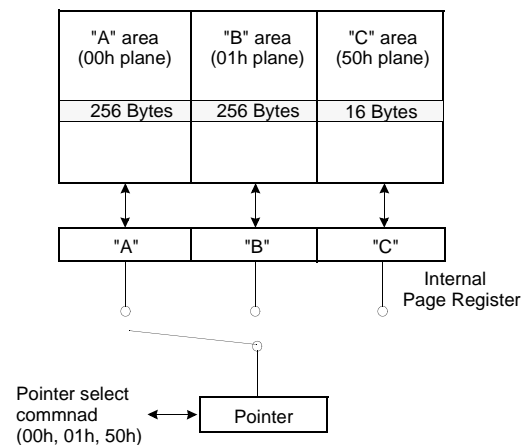 "A" area
(00h plane)
"B" area
(01h plane)
"C" area
(50h plane)
256 Bytes
256 Bytes
16 Bytes
"A"
"B"
"C"
Internal
Page Register
Pointer select
commnad
(00h, 01h, 50h)
Pointer